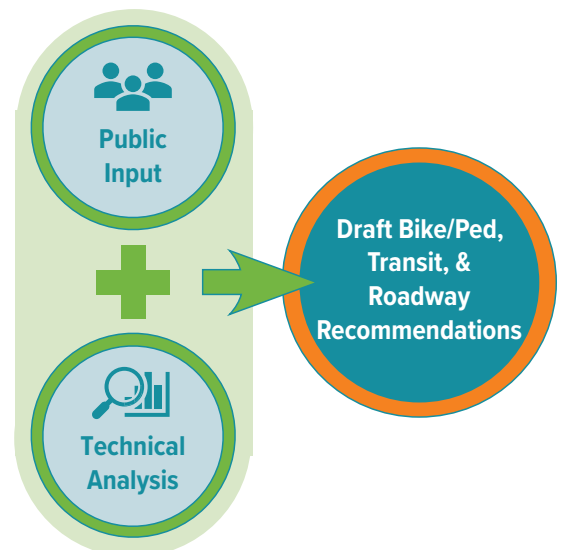 Public
Input
Technical
Analysis
Draft Bike/Ped,
Transit, &
Roadway
Recommendations